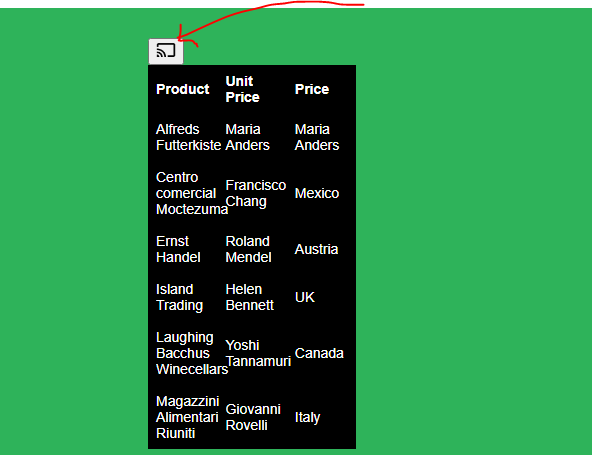 Product Unit Price Price
Alfreds Futterkiste Maria Anders Maria Anders
Centro comercial Moctezuma Francisco Chang Mexico
Ernst Handel Roland Mendel Austria
Island Trading Helen Bennett UK
Laughing Bacchus Winecellars Yoshi Tannamuri Canada
Magazzini Alimentari Riuniti Giovanni Rovelli Italy